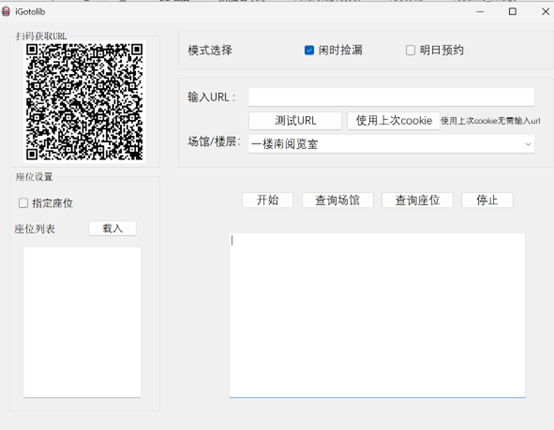 iGotolib
扫码获取URL
模式选择
闲时捡漏
明日预约
输入URL：
测试URL
使用上次cookie
使用上次cookie无需输入url
场馆/楼层：
一楼南阅览室
座位设置
指定座位
座位列表
载入
开始
查询场馆
查询座位
停止